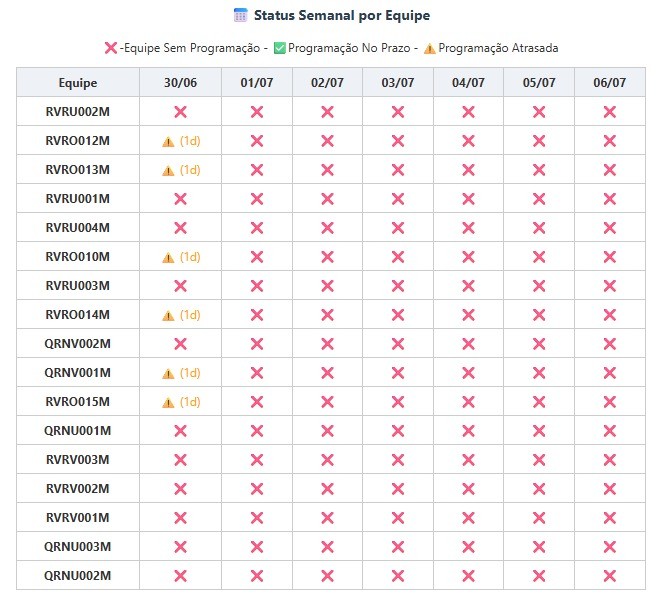 📅 Status Semanal por Equipe
❌ -Equipe Sem Programação - ✅ Programação No Prazo - ⚠️ Programação Atrasada
Equipe 30/06 01/07 02/07 03/07 04/07 05/07 06/07
RVRU002M ❌ ❌ ❌ ❌ ❌ ❌ ❌ ❌
RVRO012M ⚠️ (1d) ❌ ❌ ❌ ❌ ❌ ❌
RVRO013M ⚠️ (1d) ❌ ❌ ❌ ❌ ❌ ❌
RVRU001M ❌ ❌ ❌ ❌ ❌ ❌ ❌
RVRU004M ❌ ❌ ❌ ❌ ❌ ❌ ❌
RVRO010M ⚠️ (1d) ❌ ❌ ❌ ❌ ❌ ❌
RVRU003M ❌ ❌ ❌ ❌ ❌ ❌ ❌
RVRO014M ⚠️ (1d) ❌ ❌ ❌ ❌ ❌ ❌
QRNV002M ❌ ❌ ❌ ❌ ❌ ❌ ❌
QRNV001M ⚠️ (1d) ❌ ❌ ❌ ❌ ❌ ❌
RVRO015M ⚠️ (1d) ❌ ❌ ❌ ❌ ❌ ❌
QRNU001M ❌ ❌ ❌ ❌ ❌ ❌ ❌
RVRV003M ❌ ❌ ❌ ❌ ❌ ❌ ❌
RVRV002M ❌ ❌ ❌ ❌ ❌ ❌ ❌
RVRV001M ❌ ❌ ❌ ❌ ❌ ❌ ❌
QRNU003M ❌ ❌ ❌ ❌ ❌ ❌ ❌
QRNU002M ❌ ❌ ❌ ❌ ❌ ❌ ❌